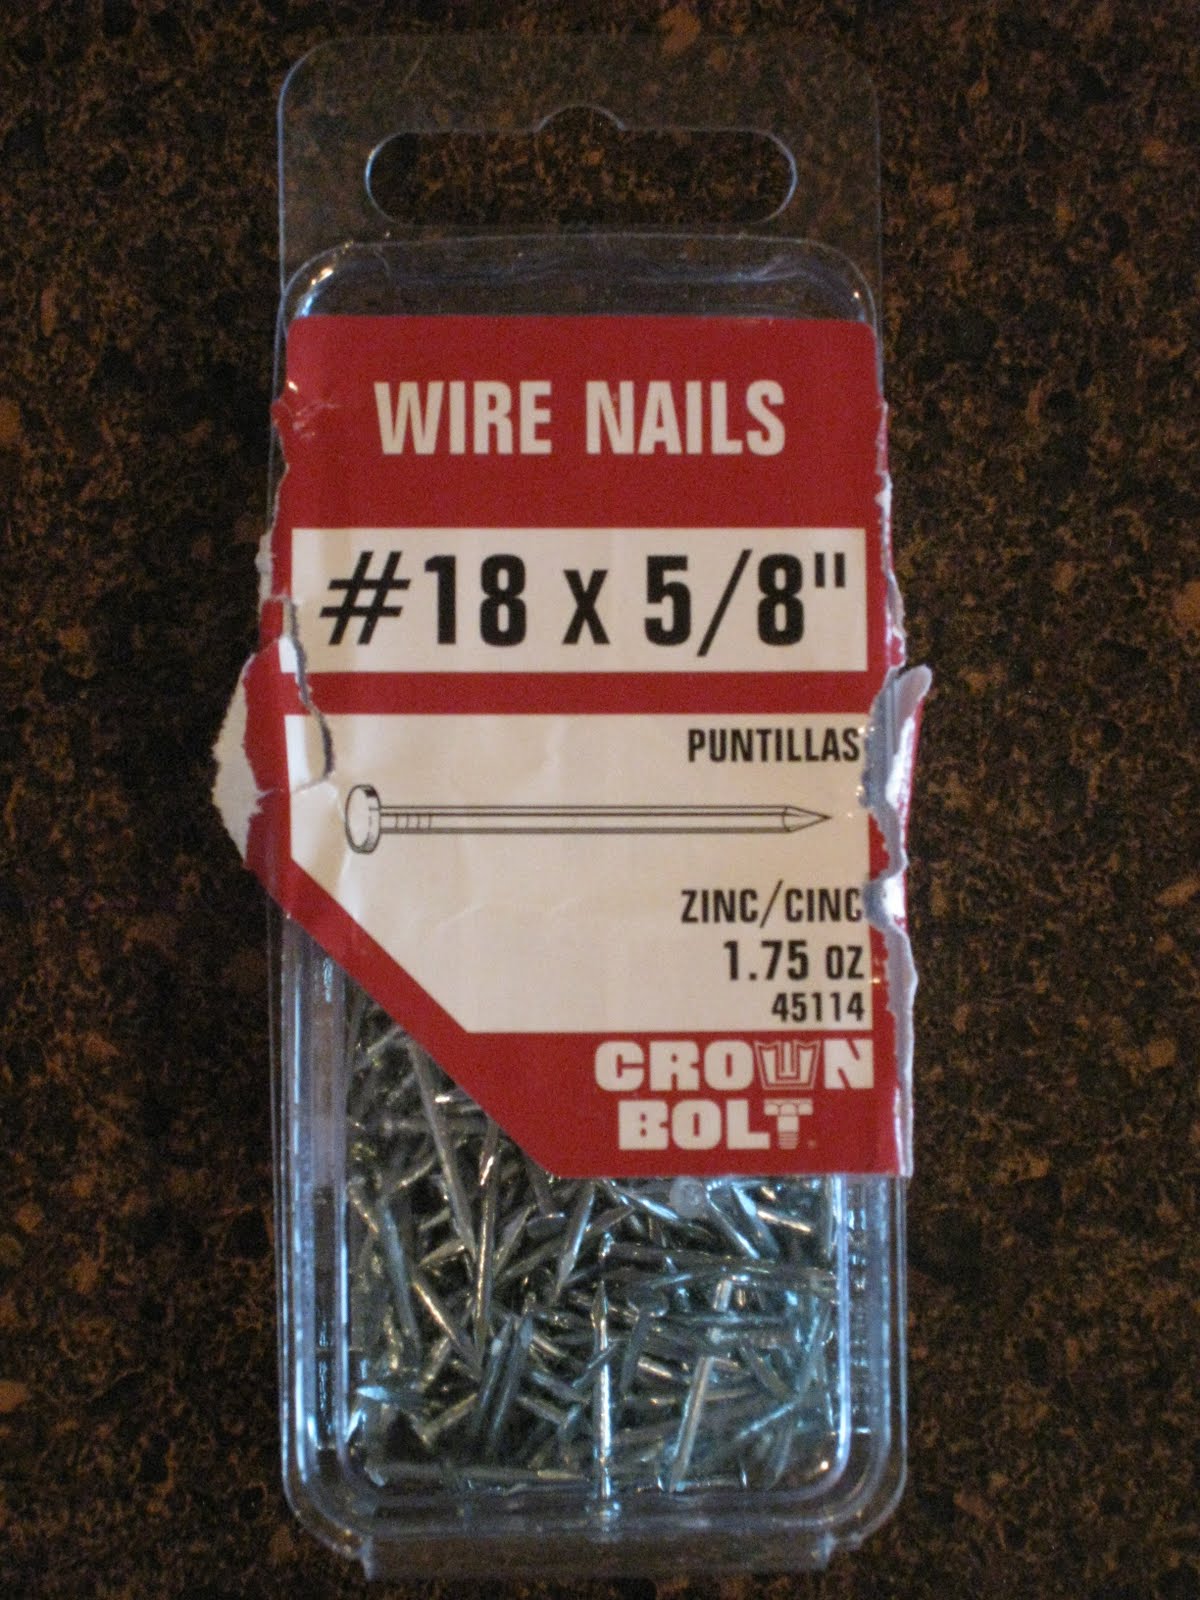 WIRE NAILS
#18 x 5/8"
PUNTILLAS
ZINC/CINC
1.75 oz
45114
CROWN
BOLT